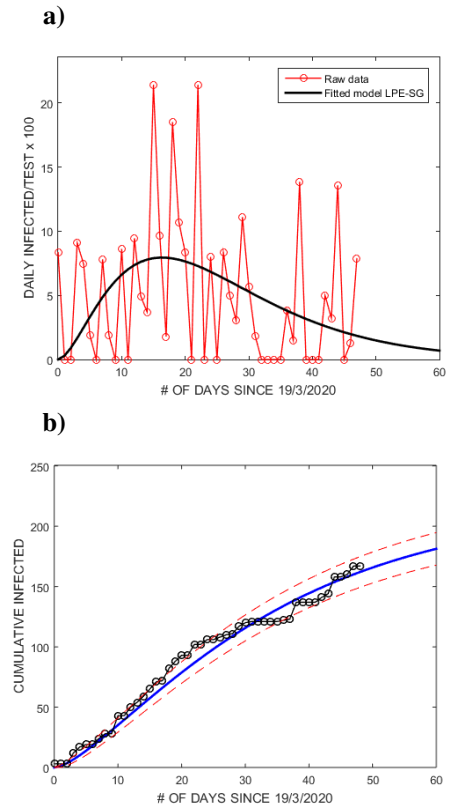 a)
20
15
10
5
0
DAILY INFECTED/TEST x 100
Raw data
Fitted model LPE-SG
0 10 20 30 40 50 60
# OF DAYS SINCE 19/3/2020
b)
250
200
150
100
50
0
CUMULATIVE INFECTED
0 10 20 30 40 50 60
# OF DAYS SINCE 19/3/2020